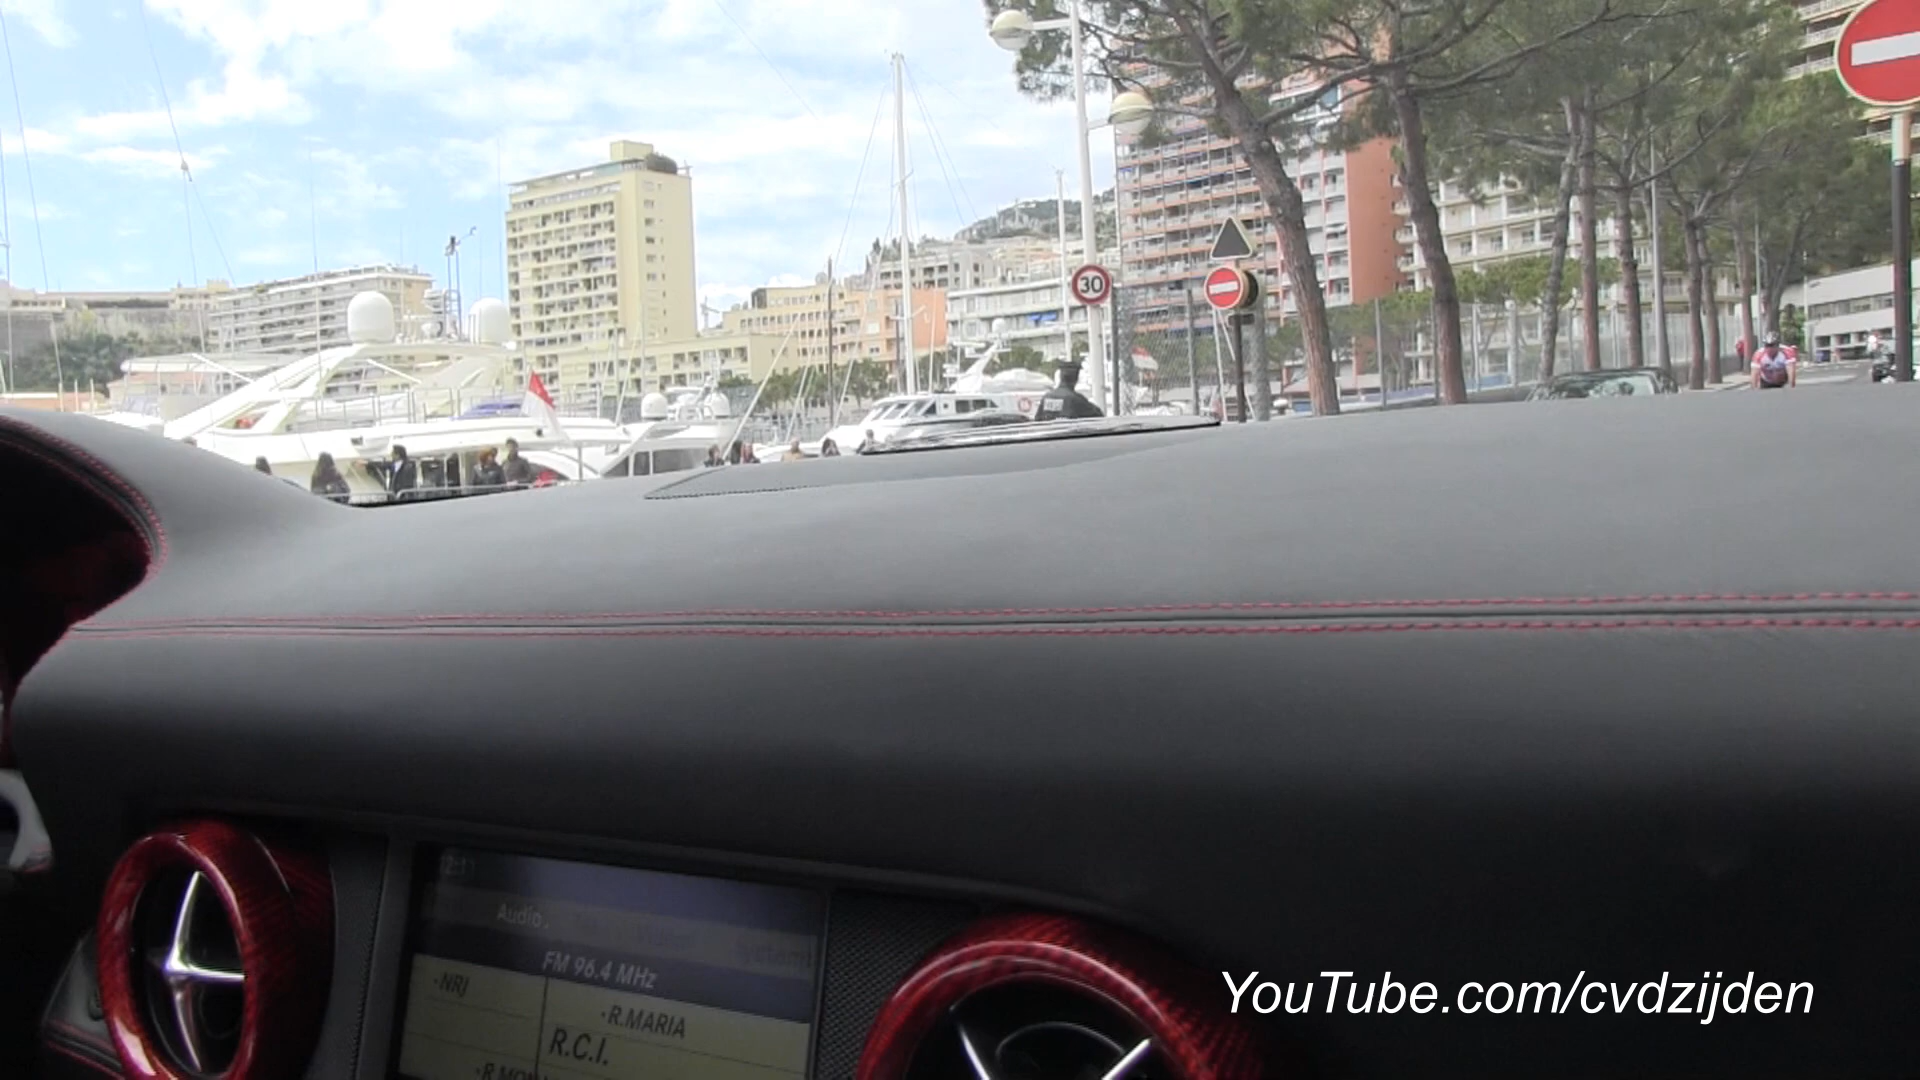 30
Audio.
FM 96.4 MHz
·NRJ
·R.MARIA
R.C.I.
YouTube.com/cvdzijden